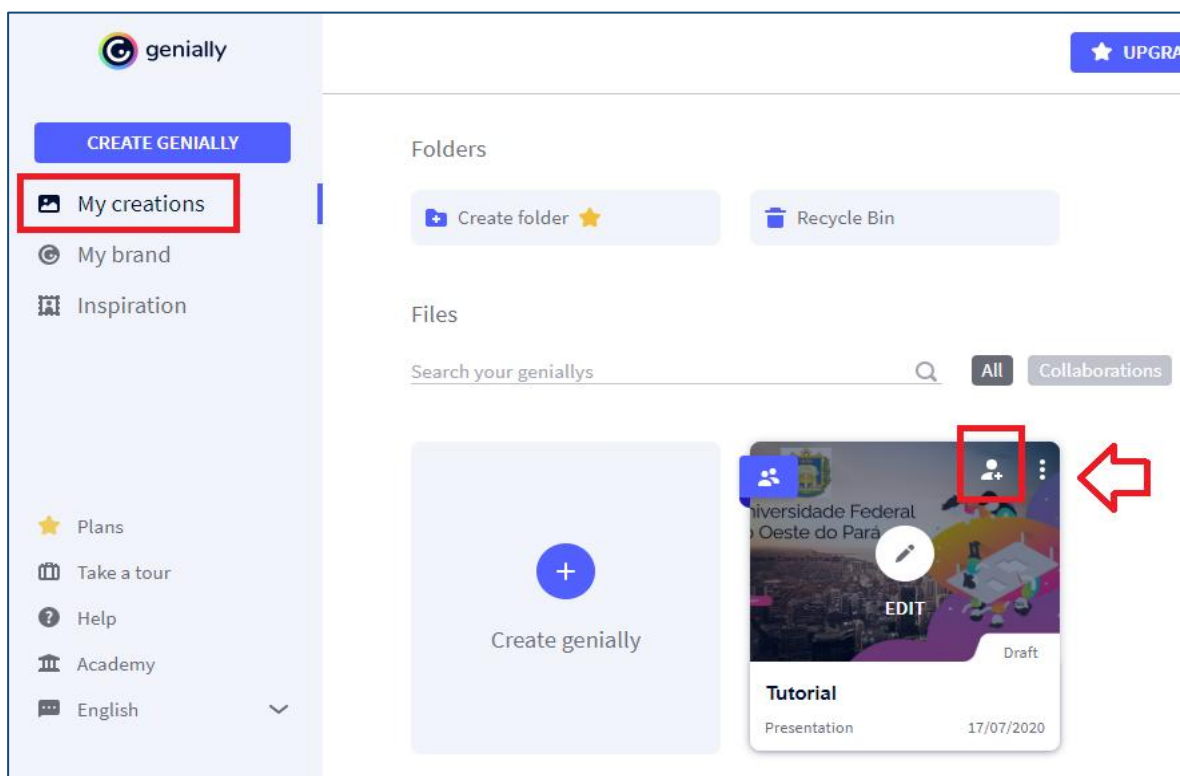 genially
UPGRA
CREATE GENIALLY
My creations
My brand
Inspiration
Plans
Take a tour
Help
Academy
English
Folders
Create folder
Recycle Bin
Files
Search your geniallys
All
Collaborations
Create genially
niversidade Federal
o Oeste do Pará
EDIT
Draft
Tutorial
Presentation
17/07/2020